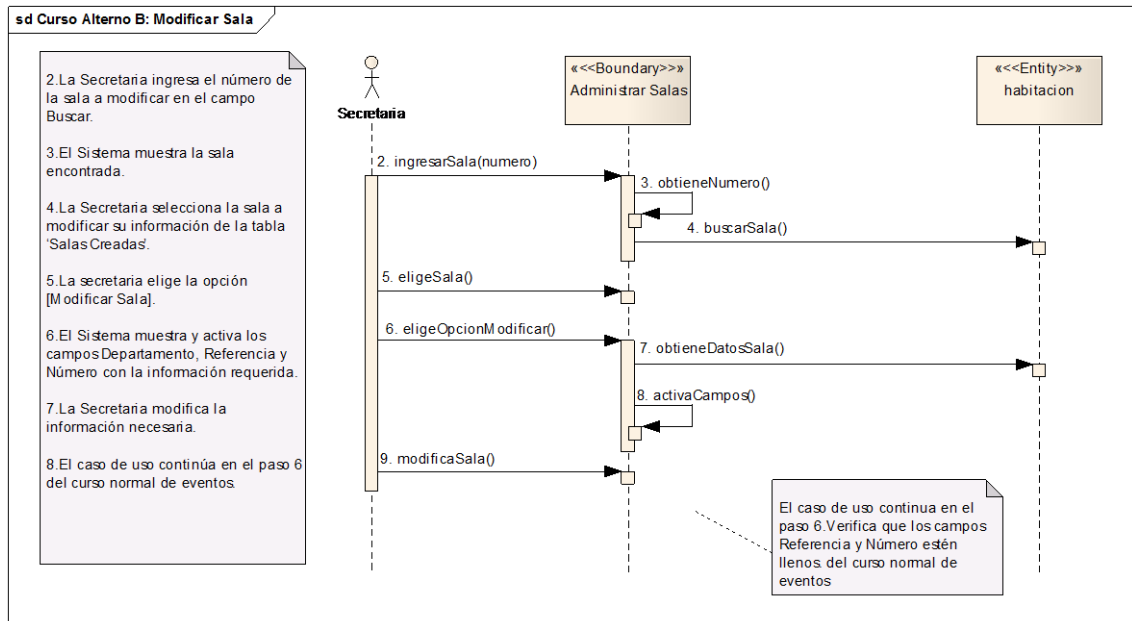 sd Curso Alterno B: Modificar Sala
2.La Secretaria ingresa el número de
la sala a modificar en el campo
Buscar.
3.El Sistema muestra la sala
encontrada.
4.La Secretaria selecciona la sala a
modificar su información de la tabla
'Salas Creadas'.
5.La secretaria elige la opción
[Modificar Sala].
6.El Sistema muestra y activa los
campos Departamento, Referencia y
Número con la información requerida.
7.La Secretaria modifica la
información necesaria.
8.El caso de uso continúa en el paso 6
del curso normal de eventos.
Secretaria
«<<Boundary>>»
Administrar Salas
«<<Entity>>»
habitacion
2. ingresarSala(numero)
3. obtieneNumero()
4. buscarSala()
5. eligeSala()
6. eligeOpcionModificar()
7. obtieneDatosSala()
8. activaCampos()
9. modificaSala()
El caso de uso continua en el
paso 6.Verifica que los campos
Referencia y Número estén
llenos. del curso normal de
eventos